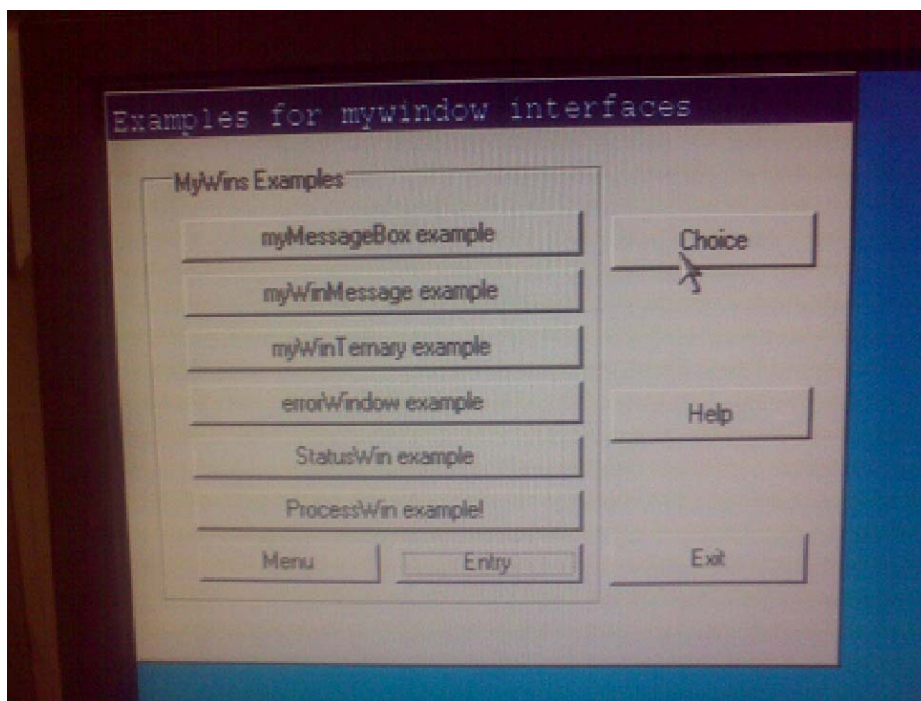 Examples for mywindow interfaces
MyWins Examples
myMessageBox example
Choice
myWinMessage example
myWinTernary example
errorWindow example
Help
StatusWin example
ProcessWin example!
Menu
Entry
Exit